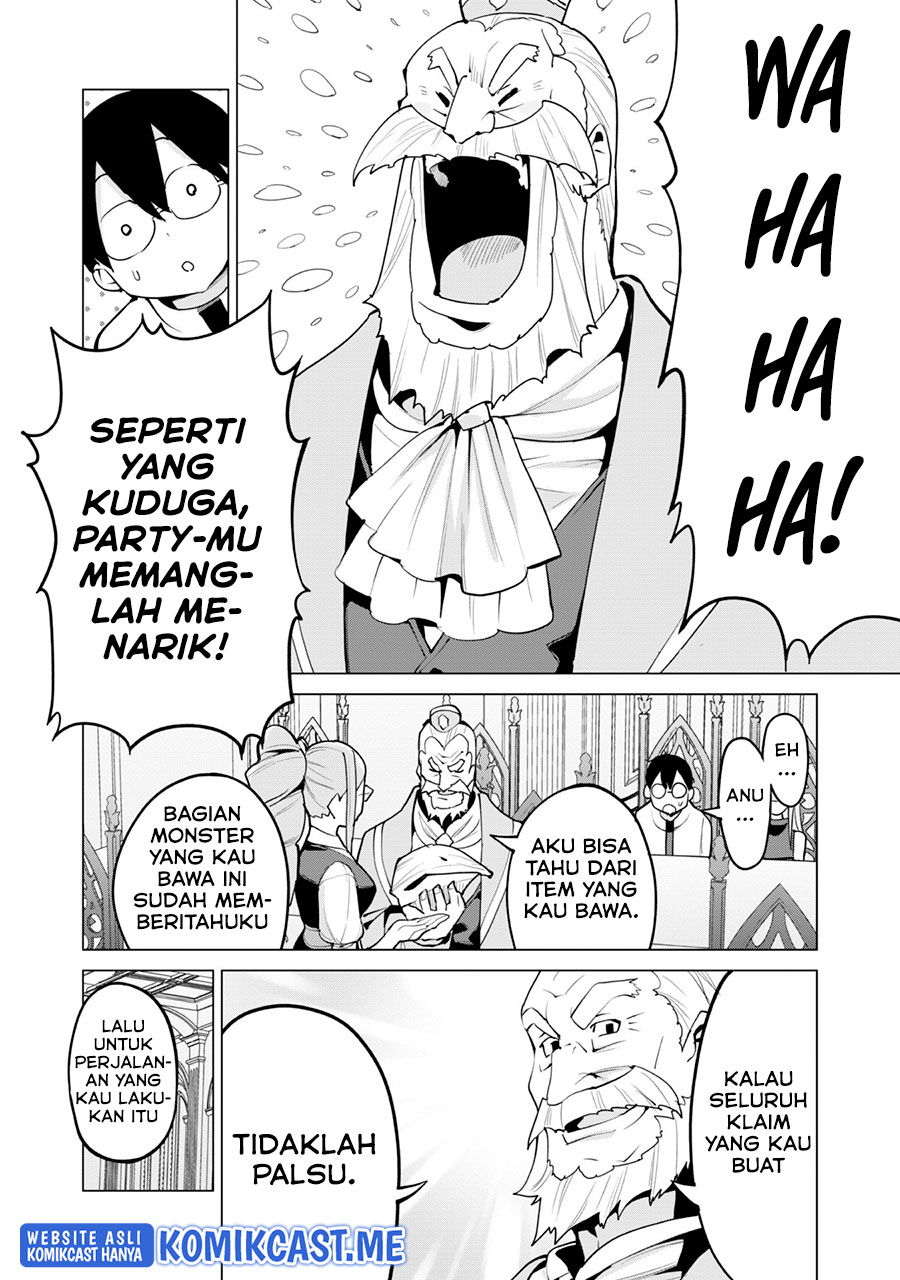 WA
HA
HA
HA!
SEPERTI
YANG
KUDUGA,
PARTY-MU
MEMANG-
LAH ME-
NARIK!
EH
...
ANU
...
AKU BISA
TAHU DARI
ITEM YANG
KAU BAWA.
BAGIAN
MONSTER
YANG KAU
BAWA INI
SUDAH MEM-
BERITAHUKU
KALAU
SELURUH
KLAIM
YANG KAU
BUAT
TIDAKLAH
PALSU.
LALU
UNTUK
PERJALAN-
AN YANG
KAU LAKU-
KAN ITU
WEBSITE ASLI
KOMIKCAST HANYA
KOMIKCAST.ME